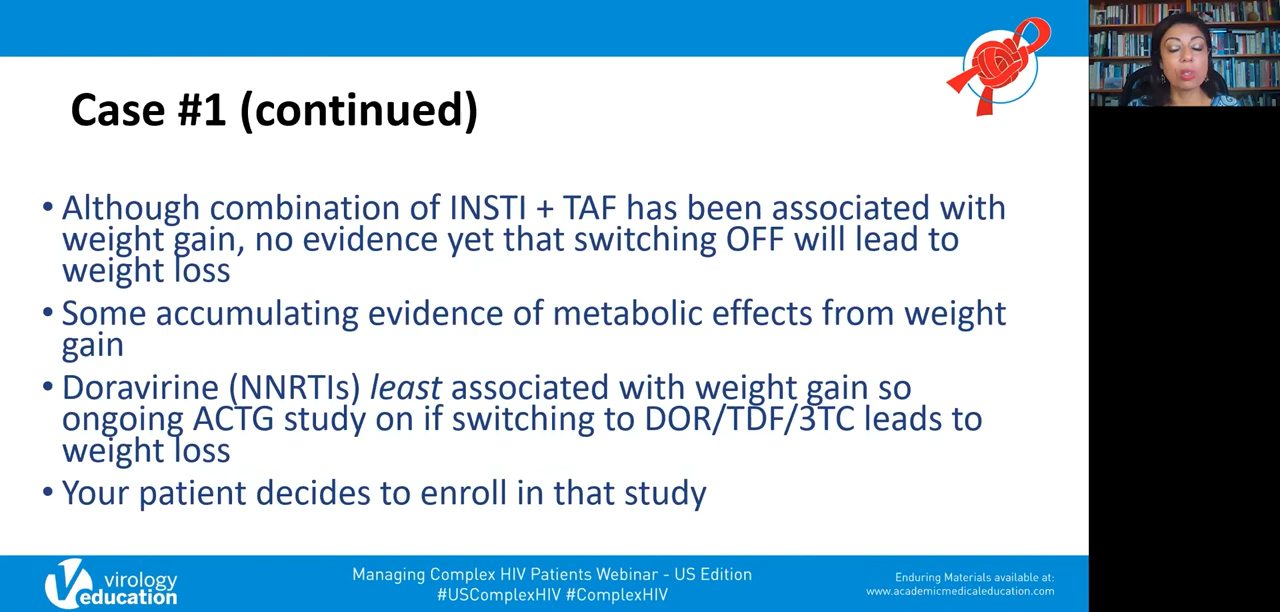 Case #1 (continued)
• Although combination of INSTI + TAF has been associated with
weight gain, no evidence yet that switching OFF will lead to
weight loss
• Some accumulating evidence of metabolic effects from weight
gain
• Doravirine (NNRTIs) least associated with weight gain so
ongoing ACTG study on if switching to DOR/TDF/3TC leads to
weight loss
• Your patient decides to enroll in that study
virology
education
Managing Complex HIV Patients Webinar - US Edition
#USComplexHIV #ComplexHIV
Enduring Materials available at:
www.academicmedicaleducation.com